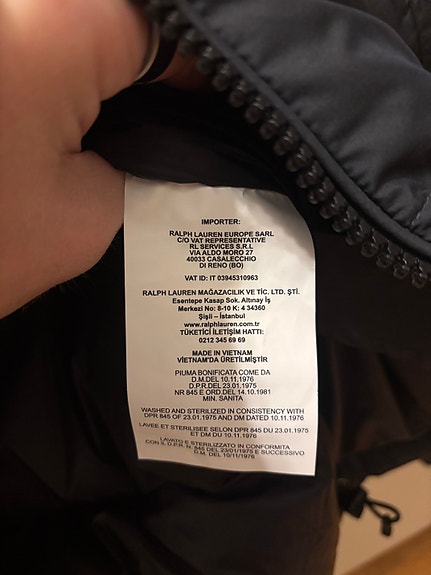 IMPORTER:
RALPH LAUREN EUROPE SARL
C/O VAT REPRESENTATIVE
RL SERVICES S.R.L
VIA ALDO MORO 27
40033 CASALECCHIO
DI RENO (BO)
VAT ID: IT 03945310963
RALPH LAUREN MAĞAZACILIK VE TİC. LTD. ŞTİ.
Esentepe Kasap Sok. Altınay İş
Merkezi No: 8-10 K: 4 34360
Şişli – İstanbul
www.ralphlauren.com.tr
TÜKETİCİ İLETİŞİM HATTI:
0212 345 69 69
MADE IN VIETNAM
VİETNAM'DA ÜRETİLMİŞTİR
PIUMA BONIFICATA COME DA
D.M.DEL 10.11.1976
D.P.R.DEL 23.01.1975
NR 845 E ORD.DEL 14.10.1981
MIN. SANITA
WASHED AND STERILIZED IN CONSISTENCY WITH
DPR 845 OF 23.01.1975 AND DM DATED 10.11.1976
LAVEE ET STERILISEE SELON DPR 845 DU 23.01.1975
ET DM DU 10.11.1976
LAVATO E STERILIZZATO IN CONFORMITA
CON IL D.P.R. N. 845 DEL 23/01/1975 E SUCCESSIVO
D.M. DEL 10/11/1976